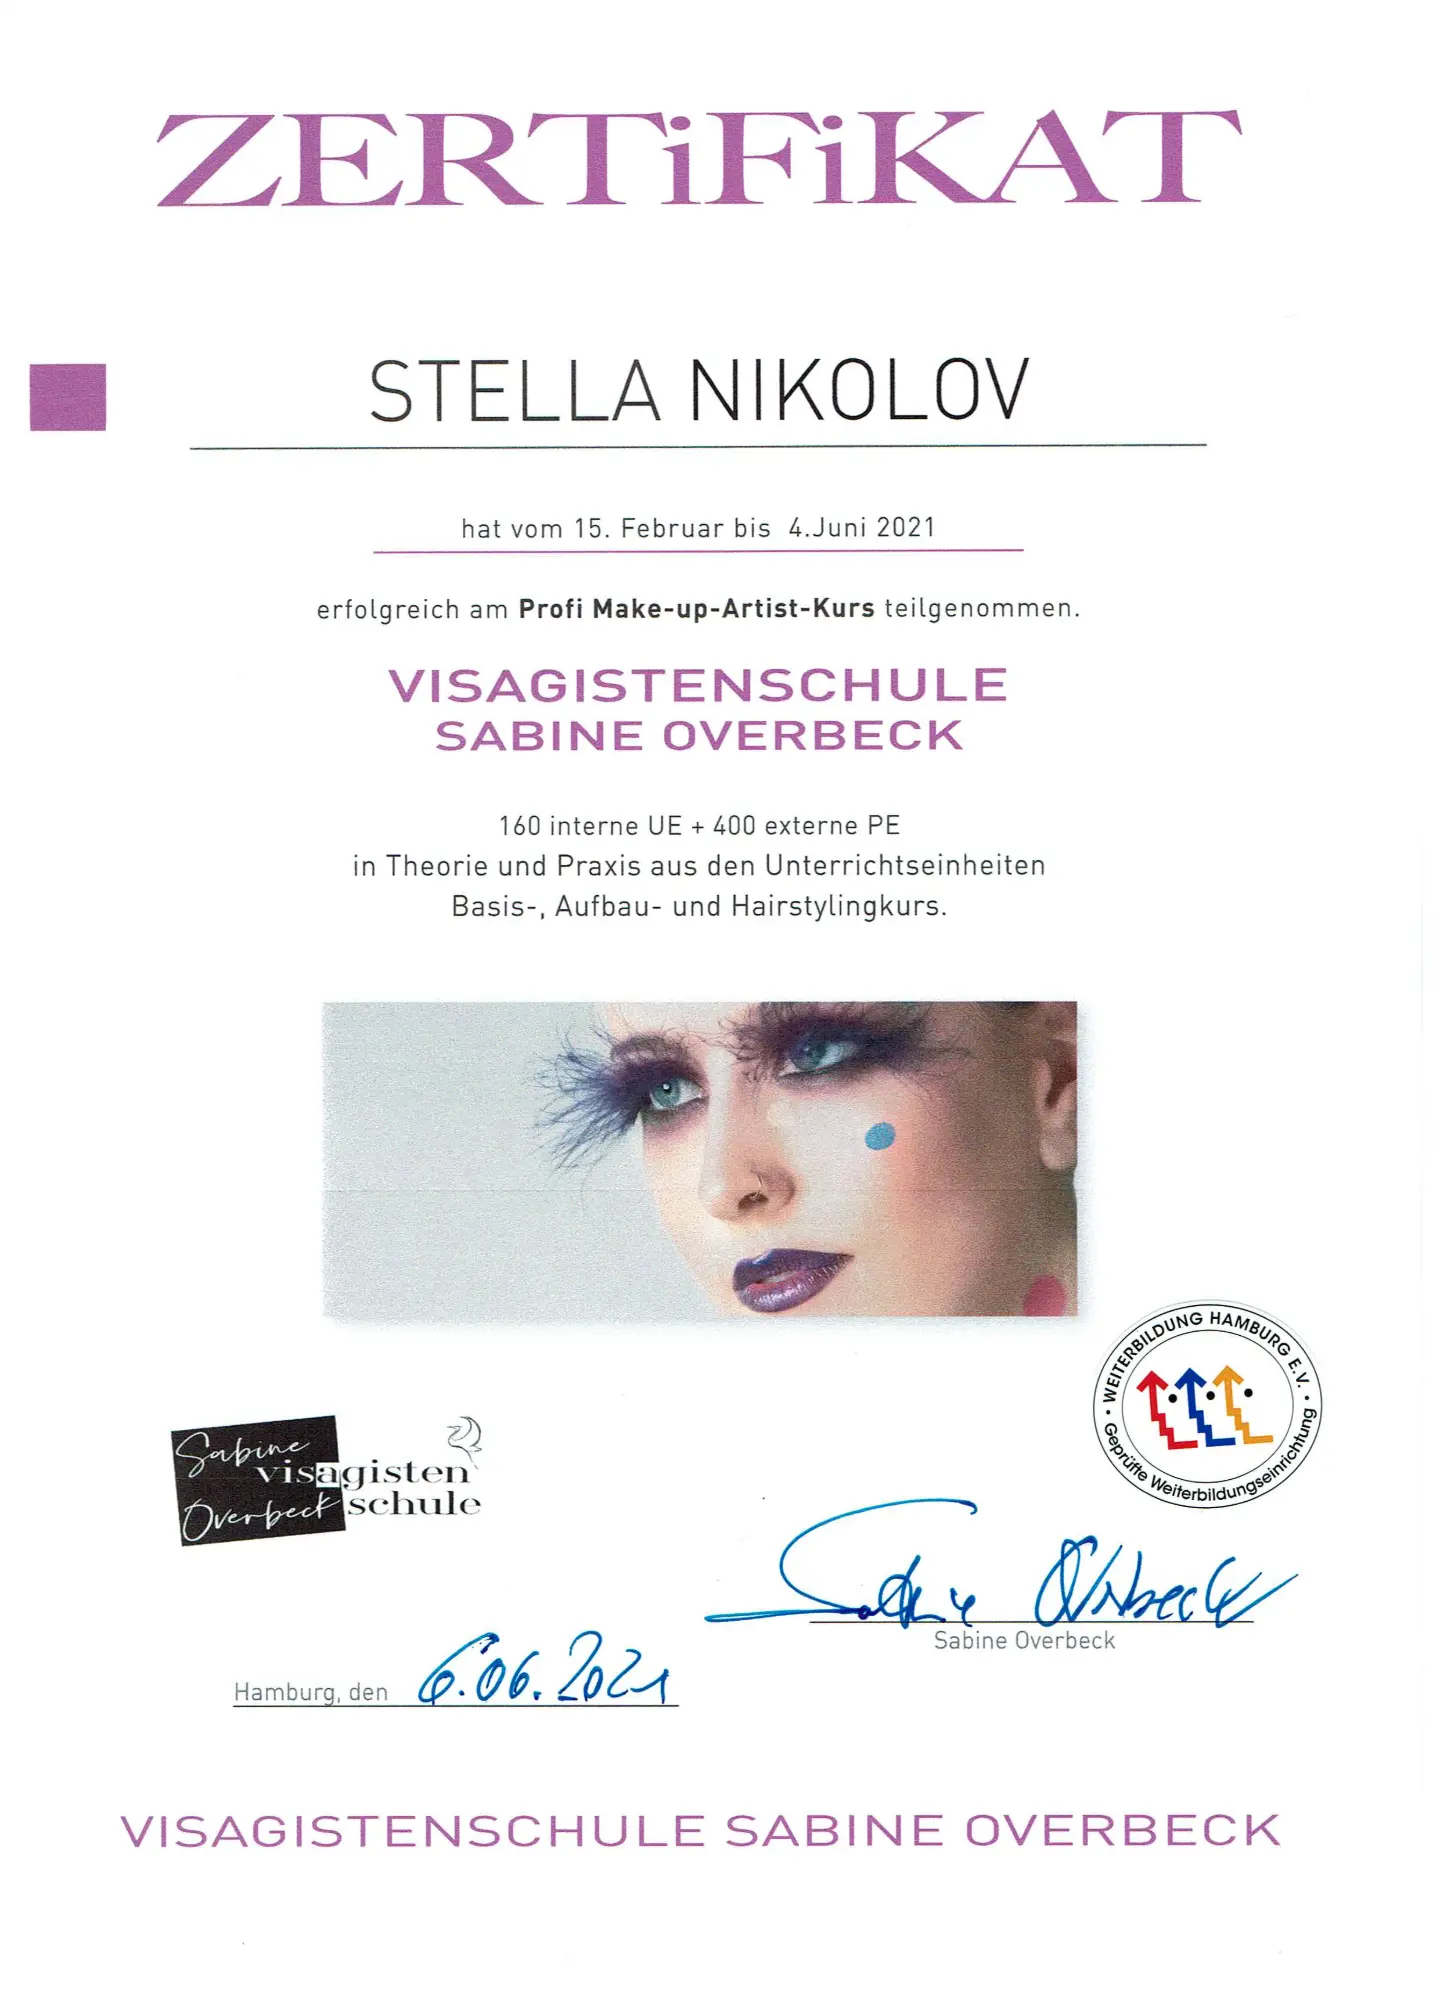 ZERTiFiKAT
STELLA NIKOLOV
hat vom 15. Februar bis 4.Juni 2021
erfolgreich am Profi Make-up-Artist-Kurs teilgenommen.
VISAGISTENSCHULE
SABINE OVERBECK
160 interne UE + 400 externe PE
in Theorie und Praxis aus den Unterrichtseinheiten
Basis-, Aufbau- und Hairstylingkurs.
• WEITERBILDUNG HAMBURG E.V. •
Geprüfte Weiterbildungseinrichtung
Sabine
visagisten
Overbeck schule
Sabine Overbeck
Sabine Overbeck
Hamburg, den 6.06.2021
VISAGISTENSCHULE SABINE OVERBECK